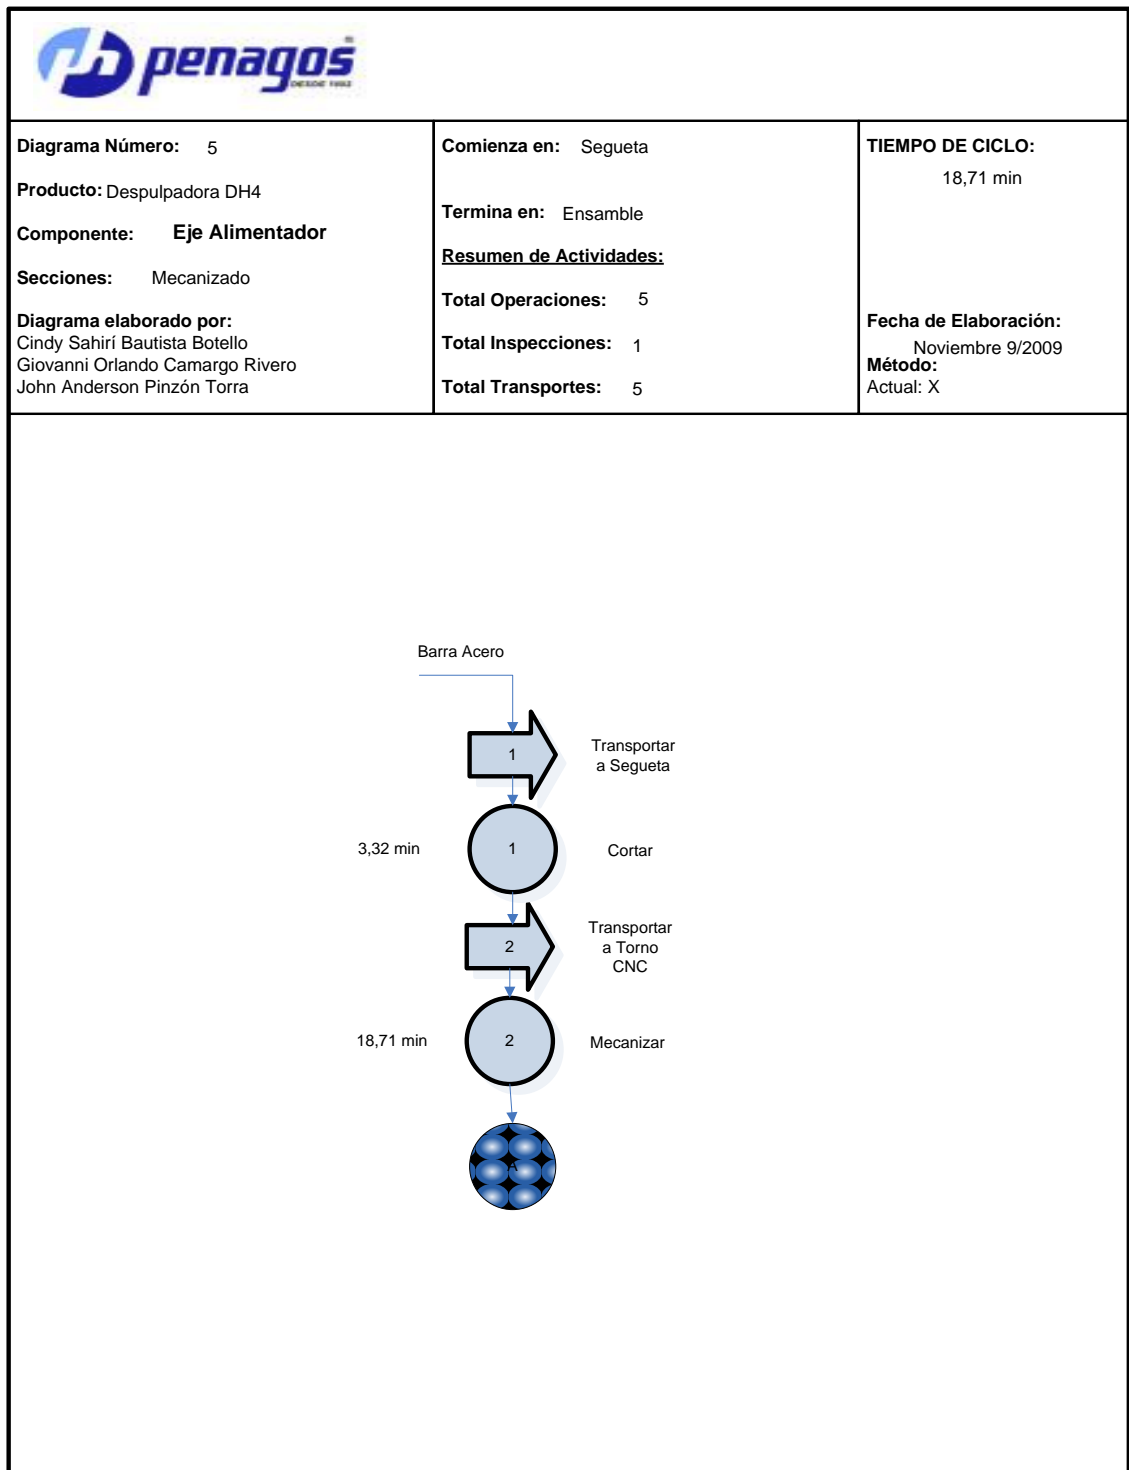 penagos
DESDE 1892
Diagrama Número: 5
Producto: Despulpadora DH4
Componente: Eje Alimentador
Secciones: Mecanizado
Diagrama elaborado por:
Cindy Sahirí Bautista Botello
Giovanni Orlando Camargo Rivero
John Anderson Pinzón Torra
Comienza en: Segueta
Termina en: Ensamble
Resumen de Actividades:
Total Operaciones: 5
Total Inspecciones: 1
Total Transportes: 5
TIEMPO DE CICLO:
18,71 min
Fecha de Elaboración:
Noviembre 9/2009
Método:
Actual: X
Barra Acero
1
Transportar
a Segueta
3,32 min
1
Cortar
2
Transportar
a Torno
CNC
18,71 min
2
Mecanizar
A